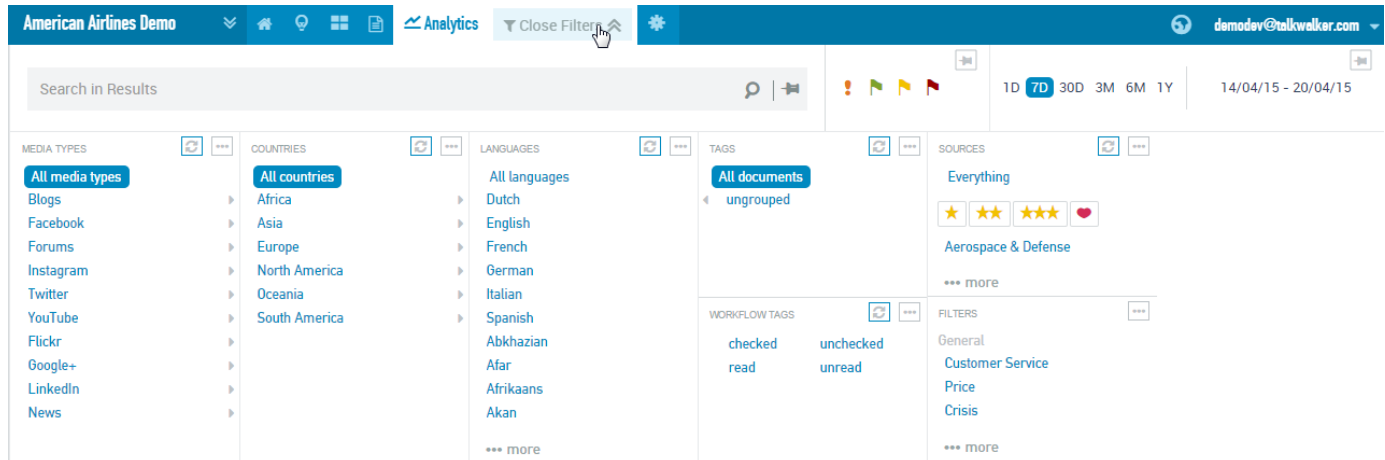 American Airlines Demo
Analytics
Close Filters
demodev@talkwalker.com
Search in Results
1D 7D 30D 3M 6M 1Y
14/04/15 - 20/04/15
MEDIA TYPES
All media types
Blogs
Facebook
Forums
Instagram
Twitter
YouTube
Flickr
Google+
LinkedIn
News
COUNTRIES
All countries
Africa
Asia
Europe
North America
Oceania
South America
LANGUAGES
All languages
Dutch
English
French
German
Italian
Spanish
Abkhazian
Afar
Afrikaans
Akan
••• more
TAGS
All documents
ungrouped
WORKFLOW TAGS
checked unchecked
read unread
SOURCES
Everything
Aerospace & Defense
••• more
FILTERS
General
Customer Service
Price
Crisis
••• more